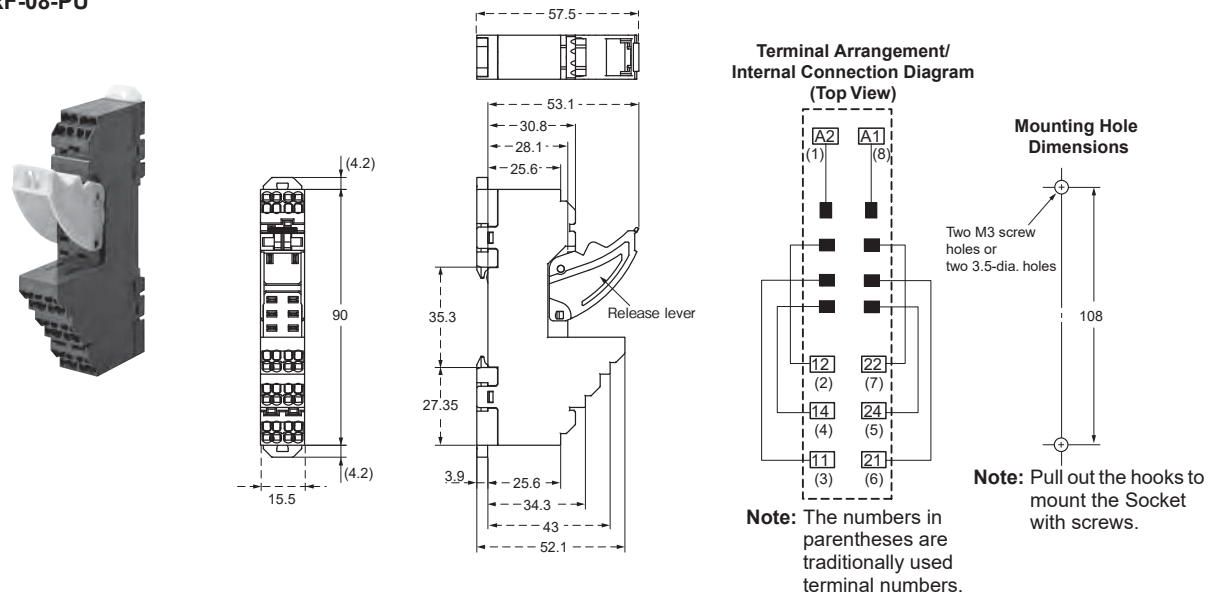 57.5
53.1
30.8
28.1
25.6
(4.2)
90
(4.2)
15.5
35.3
27.35
3.9
25.6
34.3
43
52.1
Release lever
Terminal Arrangement/
Internal Connection Diagram
(Top View)
A2 A1
(1) (8)
12 22
(2) (7)
14 24
(4) (5)
11 21
(3) (6)
Note: The numbers in
parentheses are
traditionally used
terminal numbers.
Mounting Hole
Dimensions
Two M3 screw
holes or
two 3.5-dia. holes
108
Note: Pull out the hooks to
mount the Socket
with screws.